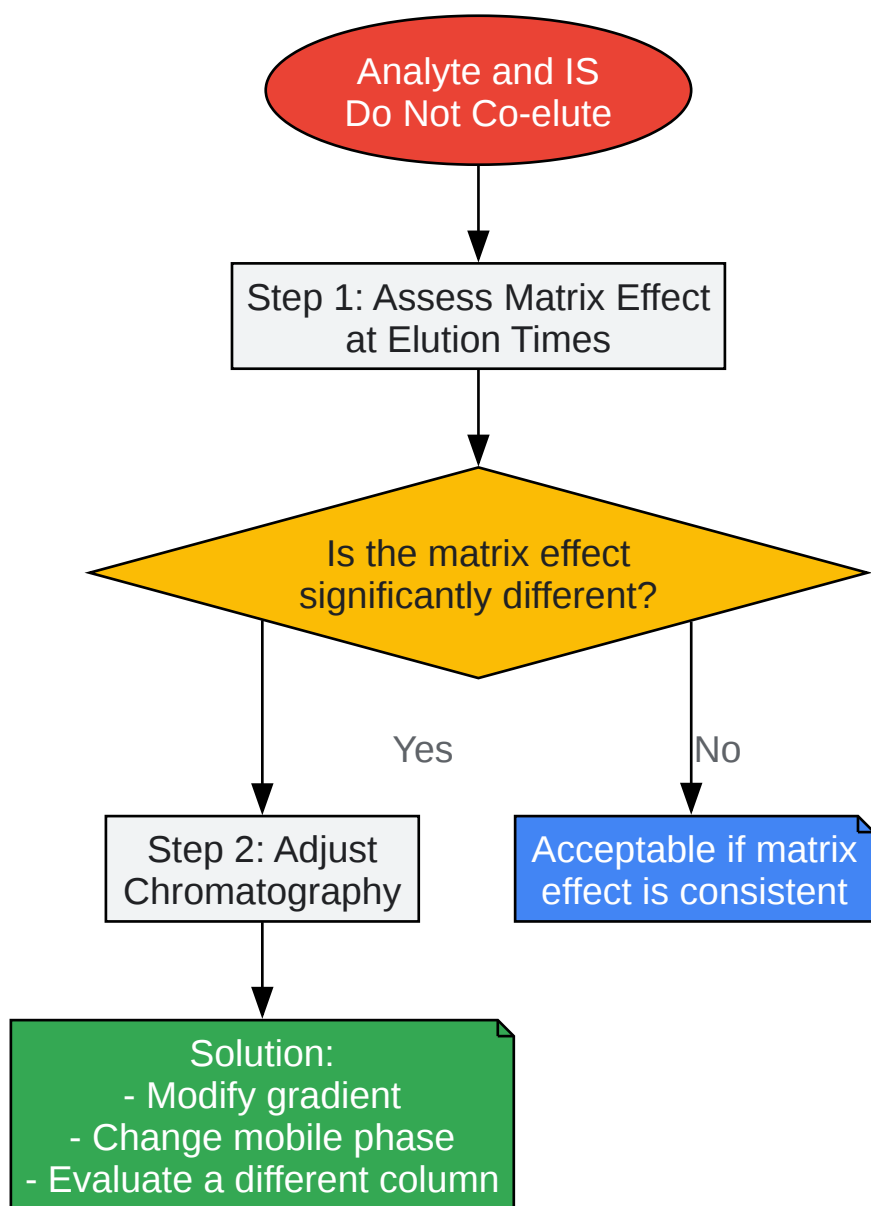 Analyte and IS
Do Not Co-elute
Step 1: Assess Matrix Effect
at Elution Times
Is the matrix effect
significantly different?
Yes
No
Step 2: Adjust
Chromatography
Acceptable if matrix
effect is consistent
Solution:
- Modify gradient
- Change mobile phase
- Evaluate a different column